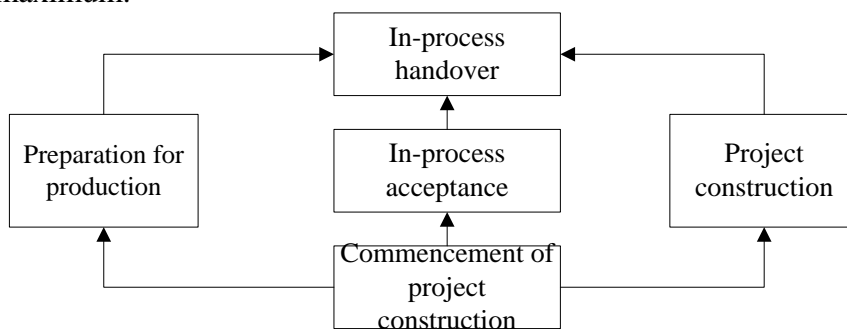 maximum.
In-process
handover
Preparation for
production
In-process
acceptance
Project
construction
Commencement of
project
construction